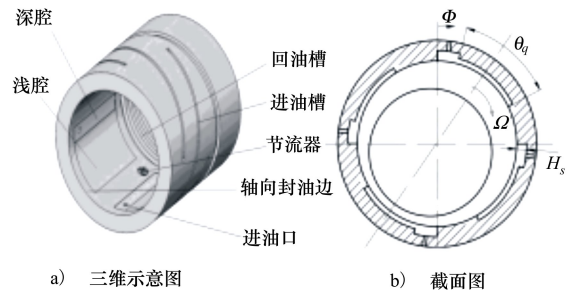 深腔
浅腔
回油槽
进油槽
节流器
轴向封油边
进油口
Φ
θq
Ω
Hs
a) 三维示意图
b) 截面图